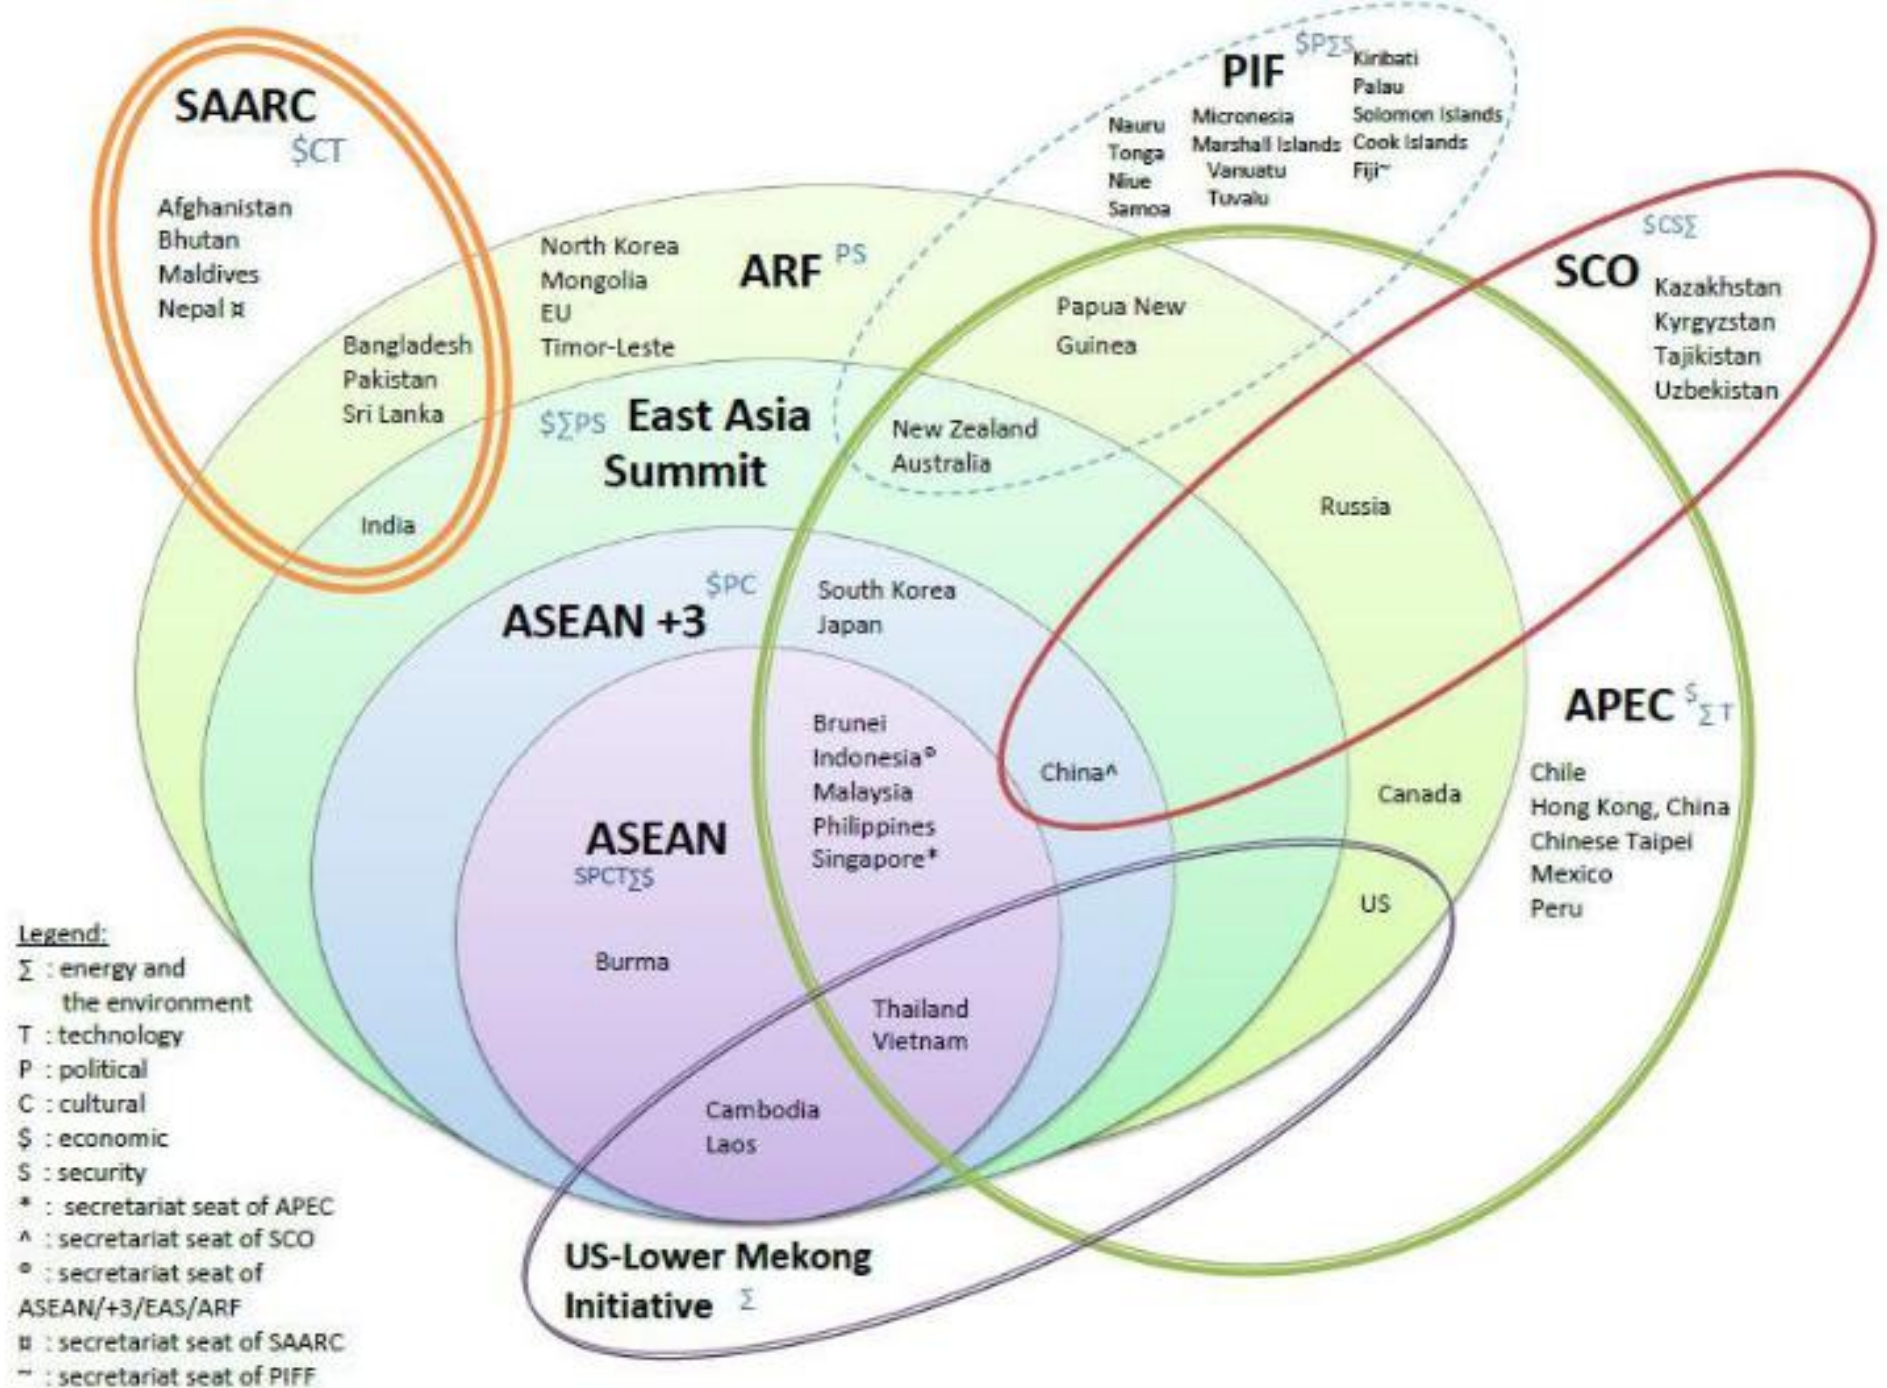 SAARC
$CT
Afghanistan
Bhutan
Maldives
Nepal ¤
Bangladesh
Pakistan
Sri Lanka
India
North Korea
Mongolia
EU
Timor-Leste
ARF PS
PIF $P∑S
Nauru
Tonga
Niue
Samoa
Micronesia
Marshall Islands
Vanuatu
Tuvalu
Kiribati
Palau
Solomon Islands
Cook Islands
Fiji~
Papua New
Guinea
New Zealand
Australia
SCO
$CS∑
Kazakhstan
Kyrgyzstan
Tajikistan
Uzbekistan
Russia
$∑PS East Asia
Summit
ASEAN +3 $PC
South Korea
Japan
China^
ASEAN
SPCT∑S
Brunei
Indonesia°
Malaysia
Philippines
Singapore*
Burma
Thailand
Vietnam
Cambodia
Laos
Canada
US
APEC $∑T
Chile
Hong Kong, China
Chinese Taipei
Mexico
Peru
US-Lower Mekong
Initiative ∑
Legend:
∑ : energy and
the environment
T : technology
P : political
C : cultural
$ : economic
S : security
* : secretariat seat of APEC
^ : secretariat seat of SCO
° : secretariat seat of
ASEAN/+3/EAS/ARF
¤ : secretariat seat of SAARC
~ : secretariat seat of PIFF